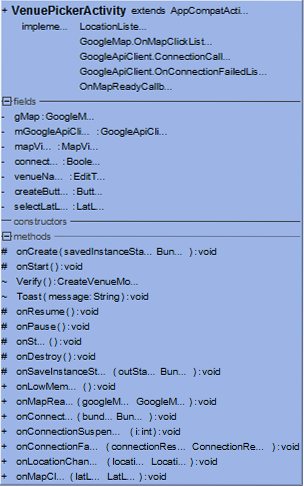 + VenuePickerActivity extends AppCompatActi...
impleme... LocationListe...
GoogleMap.OnMapClickList...
GoogleApiClient.ConnectionCall...
GoogleApiClient.OnConnectionFailedLis...
OnMapReadyCallb...
fields
- gMap : GoogleM...
- mGoogleApiCli... : GoogleApiCli...
- mapVi... : MapVi...
- connect... : Boole...
- venueNa... : EditT...
- createButt... : Butt...
- selectLatL... : LatL...
constructors
methods
# onCreate ( savedInstanceSta... Bun... ) : void
# onStart ( ) : void
~ Verify ( ) : CreateVenueMo...
~ Toast ( message: String ) : void
# onResume ( ) : void
# onPause ( ) : void
# onSt... ( ) : void
# onDestroy ( ) : void
# onSaveInstanceSt... ( outSta... Bun... ) : void
+ onLowMem... ( ) : void
+ onMapRea... ( googleM... GoogleM... ) : void
+ onConnect... ( bund... Bun... ) : void
+ onConnectionSuspen... ( i: int ) : void
+ onConnectionFa... ( connectionRes... ConnectionRe... ) : void
+ onLocationChan... ( locati... Locati... ) : void
+ onMapCl... ( latL... LatL... ) : void